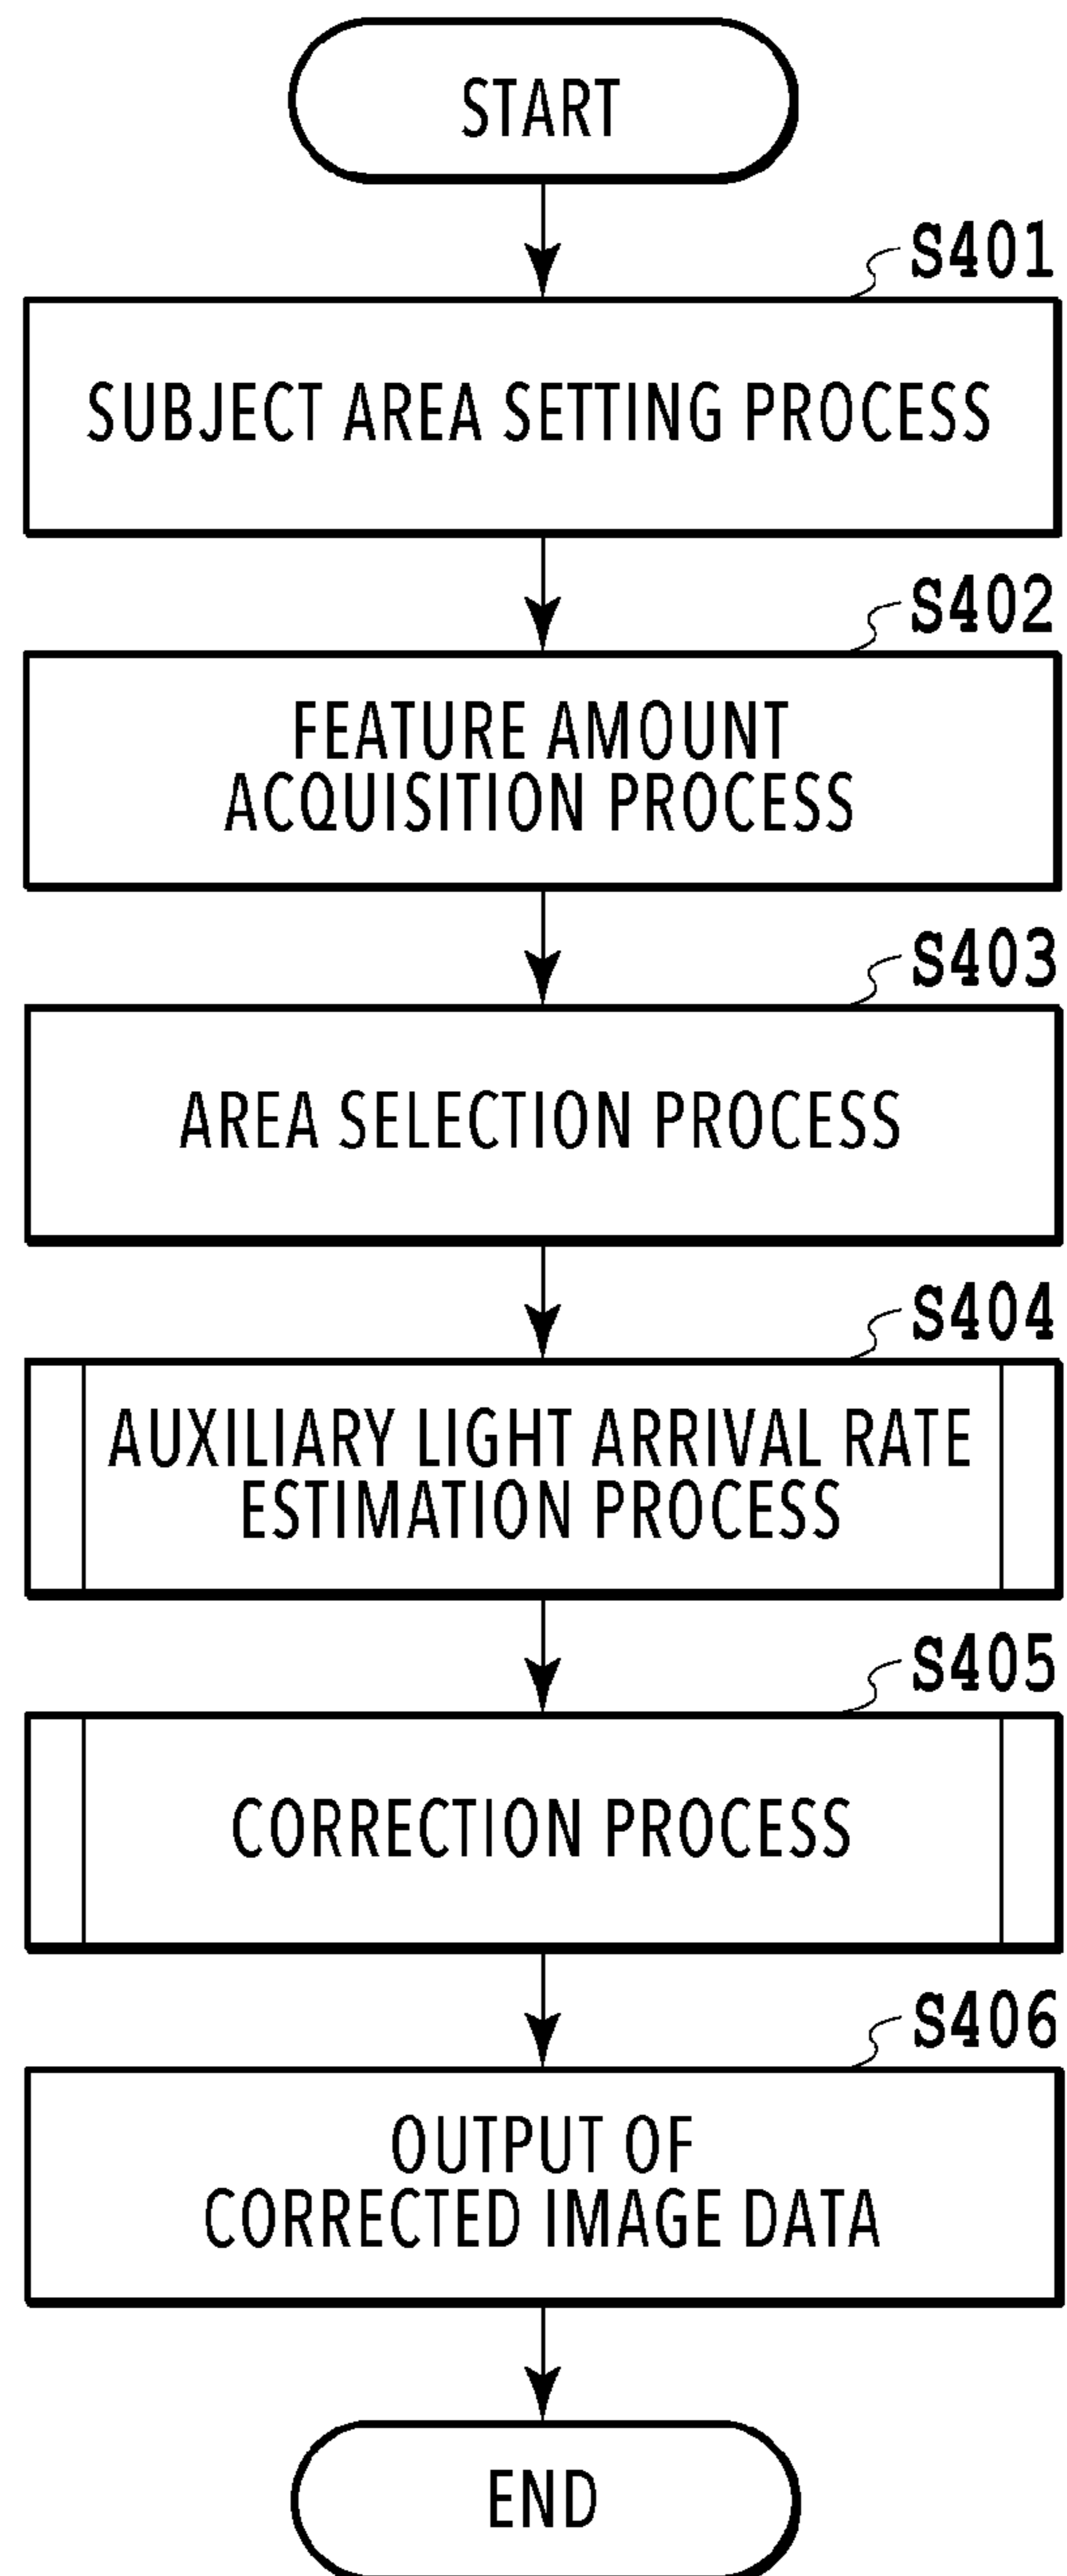 START
S401
SUBJECT AREA SETTING PROCESS
S402
FEATURE AMOUNT
ACQUISITION PROCESS
S403
AREA SELECTION PROCESS
S404
AUXILIARY LIGHT ARRIVAL RATE
ESTIMATION PROCESS
S405
CORRECTION PROCESS
S406
OUTPUT OF
CORRECTED IMAGE DATA
END